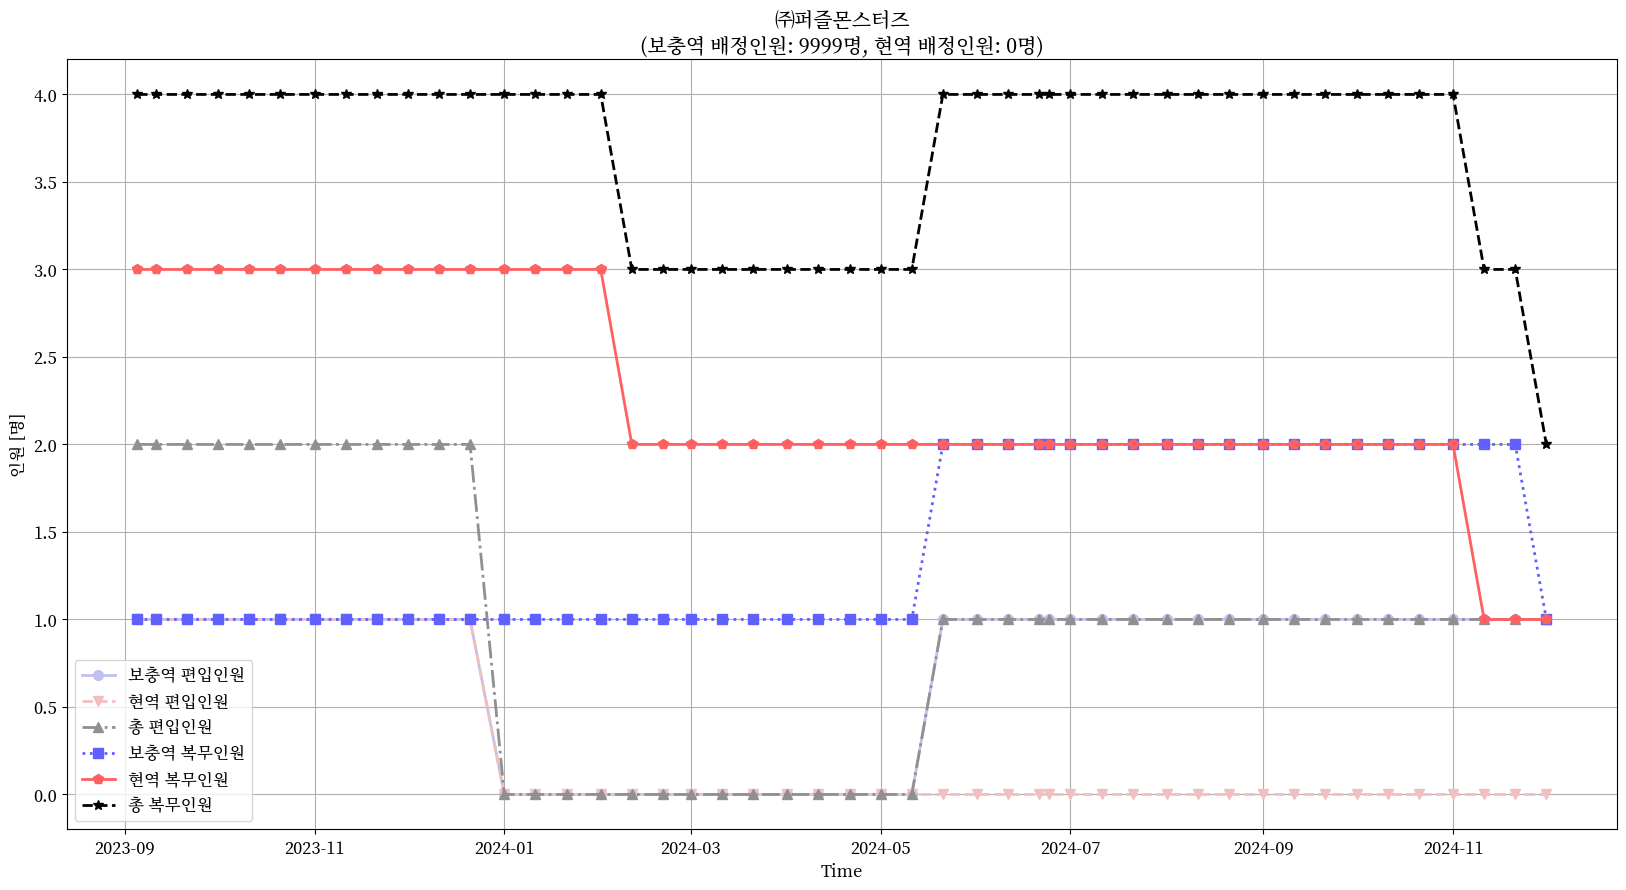 ㈜퍼즐몬스터즈
(보충역 배정인원: 9999명, 현역 배정인원: 0명)
인원 [명]
4.0
3.5
3.0
2.5
2.0
1.5
1.0
0.5
0.0
보충역 편입인원
현역 편입인원
총 편입인원
보충역 복무인원
현역 복무인원
총 복무인원
2023-09 2023-11 2024-01 2024-03 2024-05 2024-07 2024-09 2024-11
Time